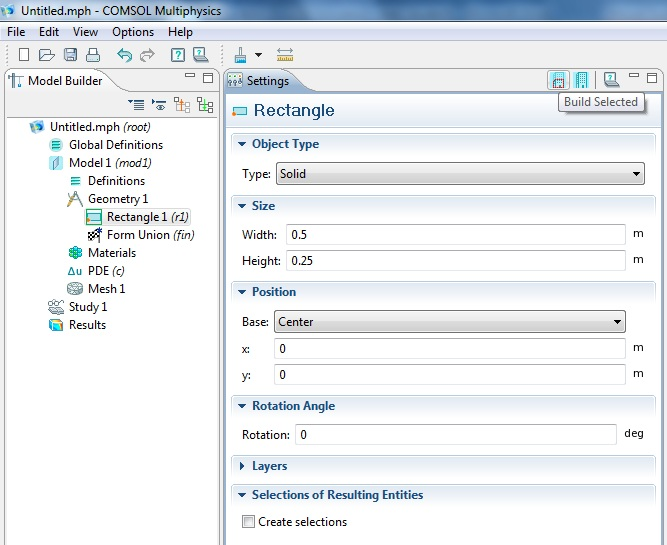 Untitled.mph - COMSOL Multiphysics
File Edit View Options Help
Model Builder
Untitled.mph (root)
Global Definitions
Model 1 (mod1)
Definitions
Geometry 1
Rectangle 1 (r1)
Form Union (fin)
Materials
Δu PDE (c)
Mesh 1
Study 1
Results
Settings
Build Selected
Rectangle
Object Type
Type: Solid
Size
Width: 0.5 m
Height: 0.25 m
Position
Base: Center
x: 0 m
y: 0 m
Rotation Angle
Rotation: 0 deg
Layers
Selections of Resulting Entities
Create selections